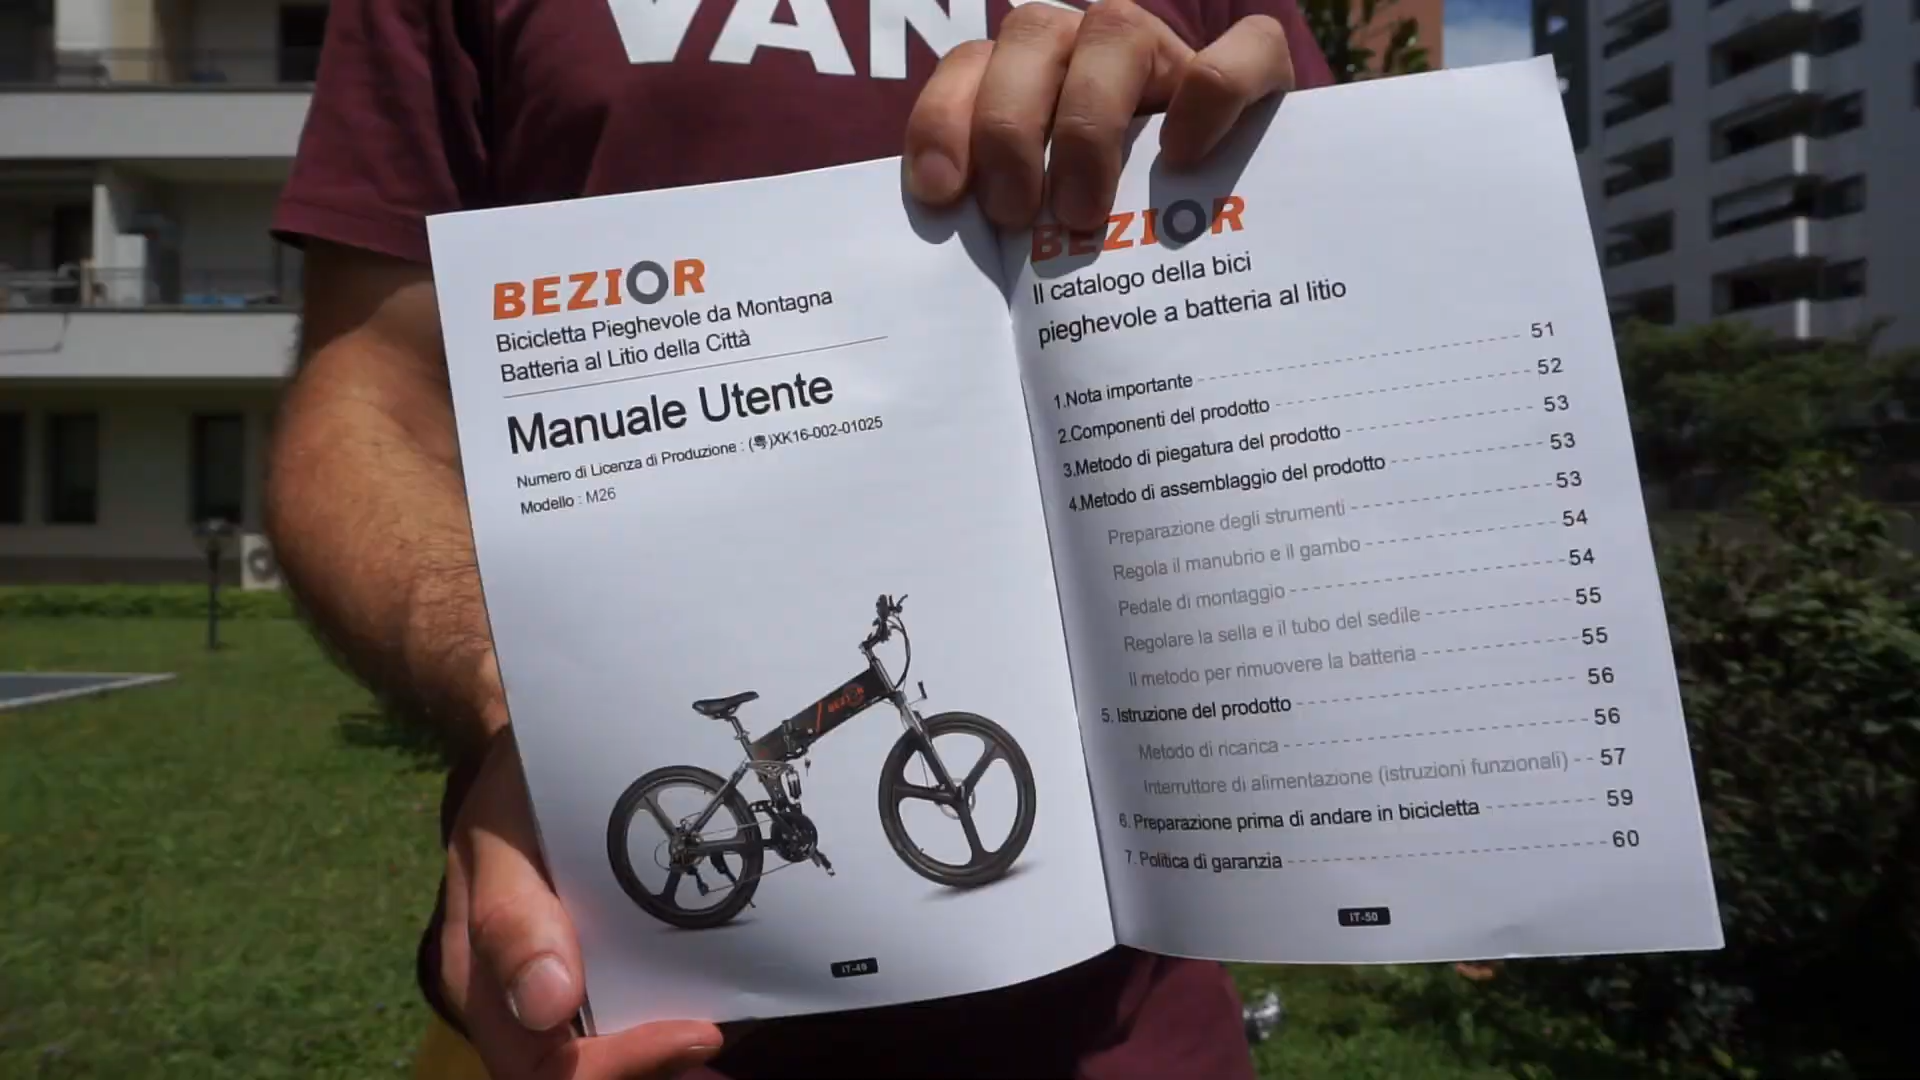 VANS
BEZIOR
Bicicletta Pieghevole da Montagna
Batteria al Litio della Città
Manuale Utente
Numero di Licenza di Produzione : (粤)XK16-002-01025
Modello : M26
BEZIOR
IT-49
BEZIOR
Il catalogo della bici
pieghevole a batteria al litio
1.Nota importante 51
2.Componenti del prodotto 52
3.Metodo di piegatura del prodotto 53
4.Metodo di assemblaggio del prodotto 53
Preparazione degli strumenti 53
Regola il manubrio e il gambo 54
Pedale di montaggio 54
Regolare la sella e il tubo del sedile 55
Il metodo per rimuovere la batteria 55
5. Istruzione del prodotto 56
Metodo di ricarica 56
Interruttore di alimentazione (istruzioni funzionali) 57
6. Preparazione prima di andare in bicicletta 59
7. Politica di garanzia 60
IT-50